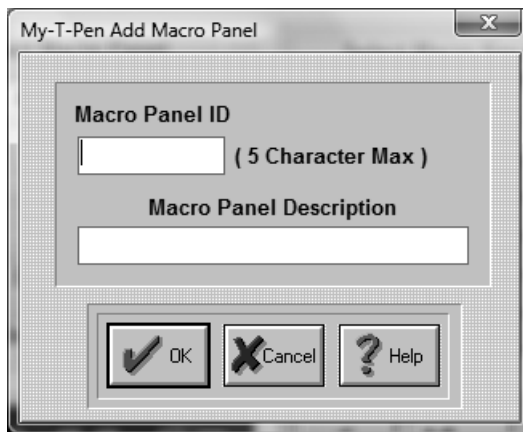 My-T-Pen Add Macro Panel
Macro Panel ID
( 5 Character Max )
Macro Panel Description
OK Cancel Help